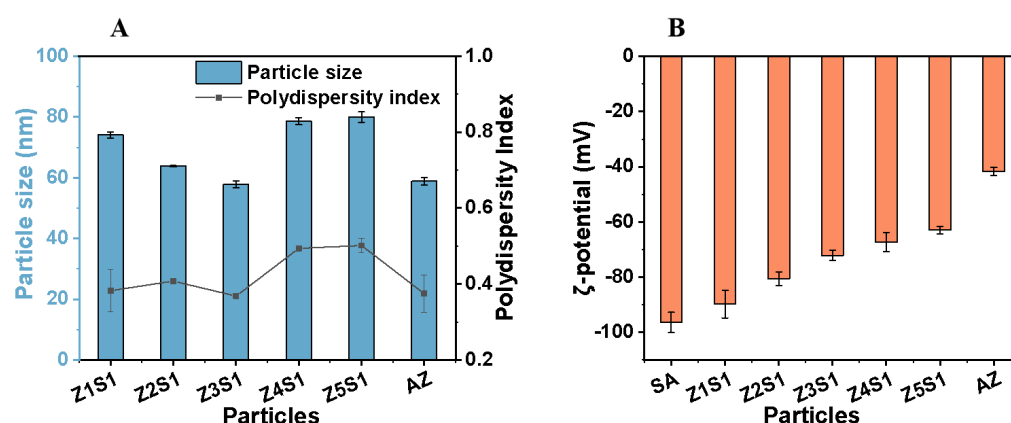 A
Particle size (nm)
100
80
60
40
20
0
Particle size
Polydispersity index
1.0
0.8
0.6
0.4
0.2
Polydispersity Index
Z1S1
Z2S1
Z3S1
Z4S1
Z5S1
AZ
Particles
B
ζ-potential (mV)
0
-20
-40
-60
-80
-100
SA
Z1S1
Z2S1
Z3S1
Z4S1
Z5S1
AZ
Particles